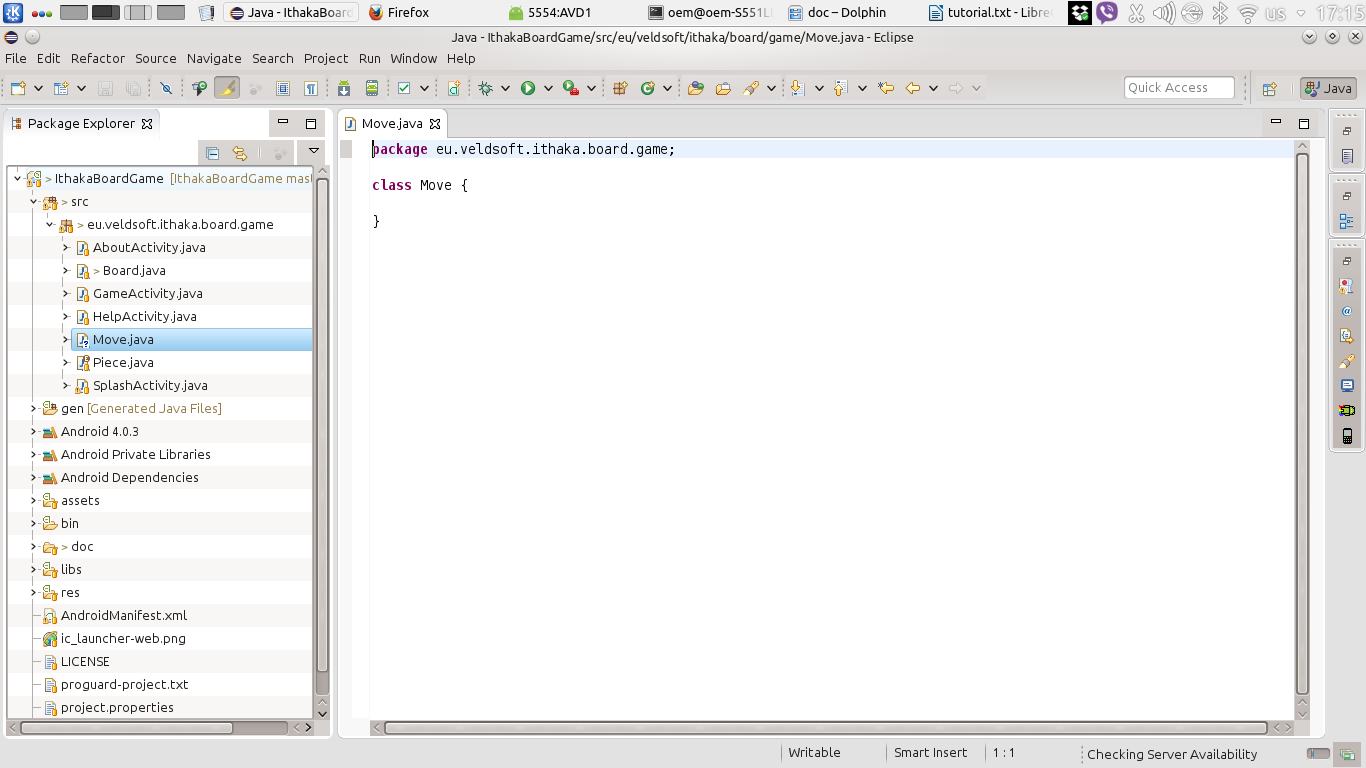 Java - IthakaBoard
Firefox
5554:AVD1
oem@oem-S551L
doc – Dolphin
tutorial.txt - Libre
us
17:15
Java - IthakaBoardGame/src/eu/veldsoft/ithaka/board/game/Move.java - Eclipse
File Edit Refactor Source Navigate Search Project Run Window Help
Quick Access
Java
Package Explorer
Move.java
> IthakaBoardGame [IthakaBoardGame mast
> src
> eu.veldsoft.ithaka.board.game
AboutActivity.java
> Board.java
GameActivity.java
HelpActivity.java
Move.java
Piece.java
SplashActivity.java
gen [Generated Java Files]
Android 4.0.3
Android Private Libraries
Android Dependencies
assets
bin
> doc
libs
res
AndroidManifest.xml
ic_launcher-web.png
LICENSE
proguard-project.txt
project.properties
package eu.veldsoft.ithaka.board.game;
class Move {
}
Writable
Smart Insert
1 : 1
Checking Server Availability